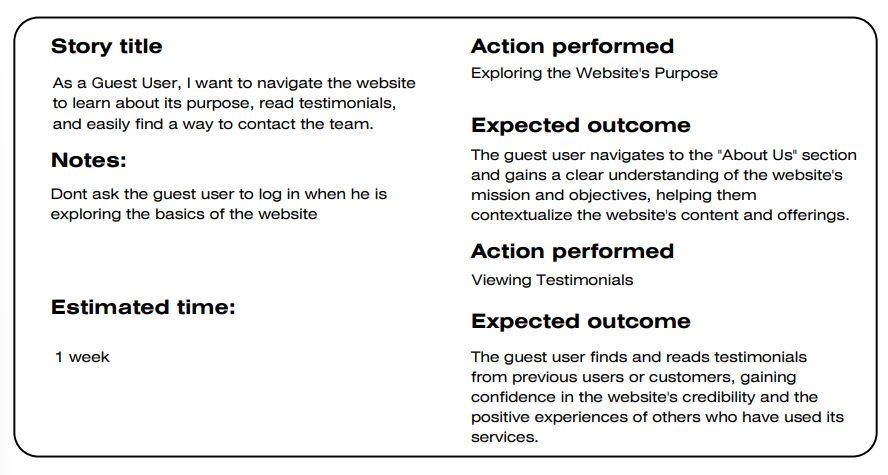 Story title
As a Guest User, I want to navigate the website
to learn about its purpose, read testimonials,
and easily find a way to contact the team.
Notes:
Dont ask the guest user to log in when he is
exploring the basics of the website
Estimated time:
1 week
Action performed
Exploring the Website's Purpose
Expected outcome
The guest user navigates to the "About Us" section
and gains a clear understanding of the website's
mission and objectives, helping them
contextualize the website's content and offerings.
Action performed
Viewing Testimonials
Expected outcome
The guest user finds and reads testimonials
from previous users or customers, gaining
confidence in the website's credibility and the
positive experiences of others who have used its
services.